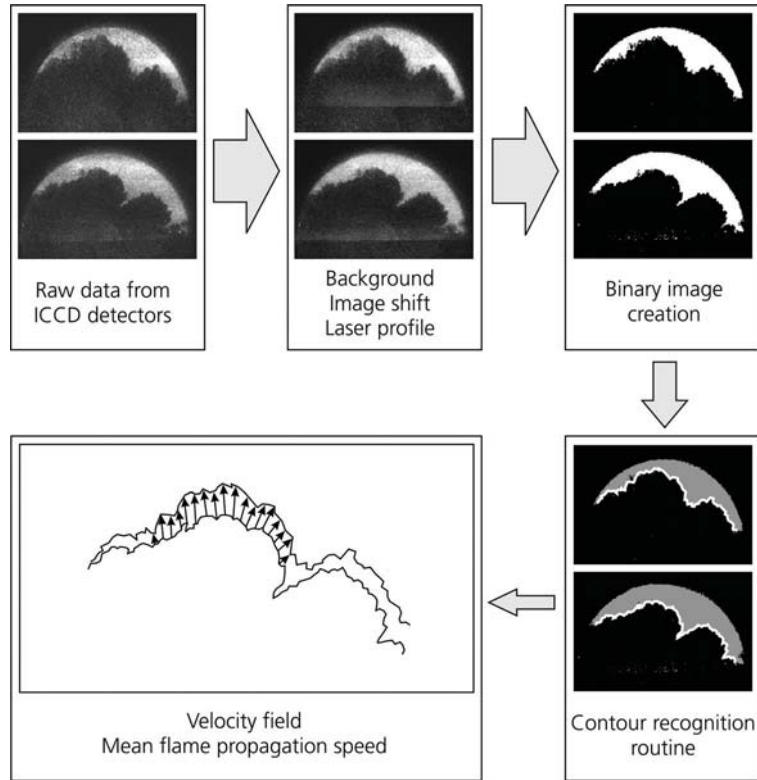 Raw data from
ICCD detectors
Background
Image shift
Laser profile
Binary image
creation
Contour recognition
routine
Velocity field
Mean flame propagation speed